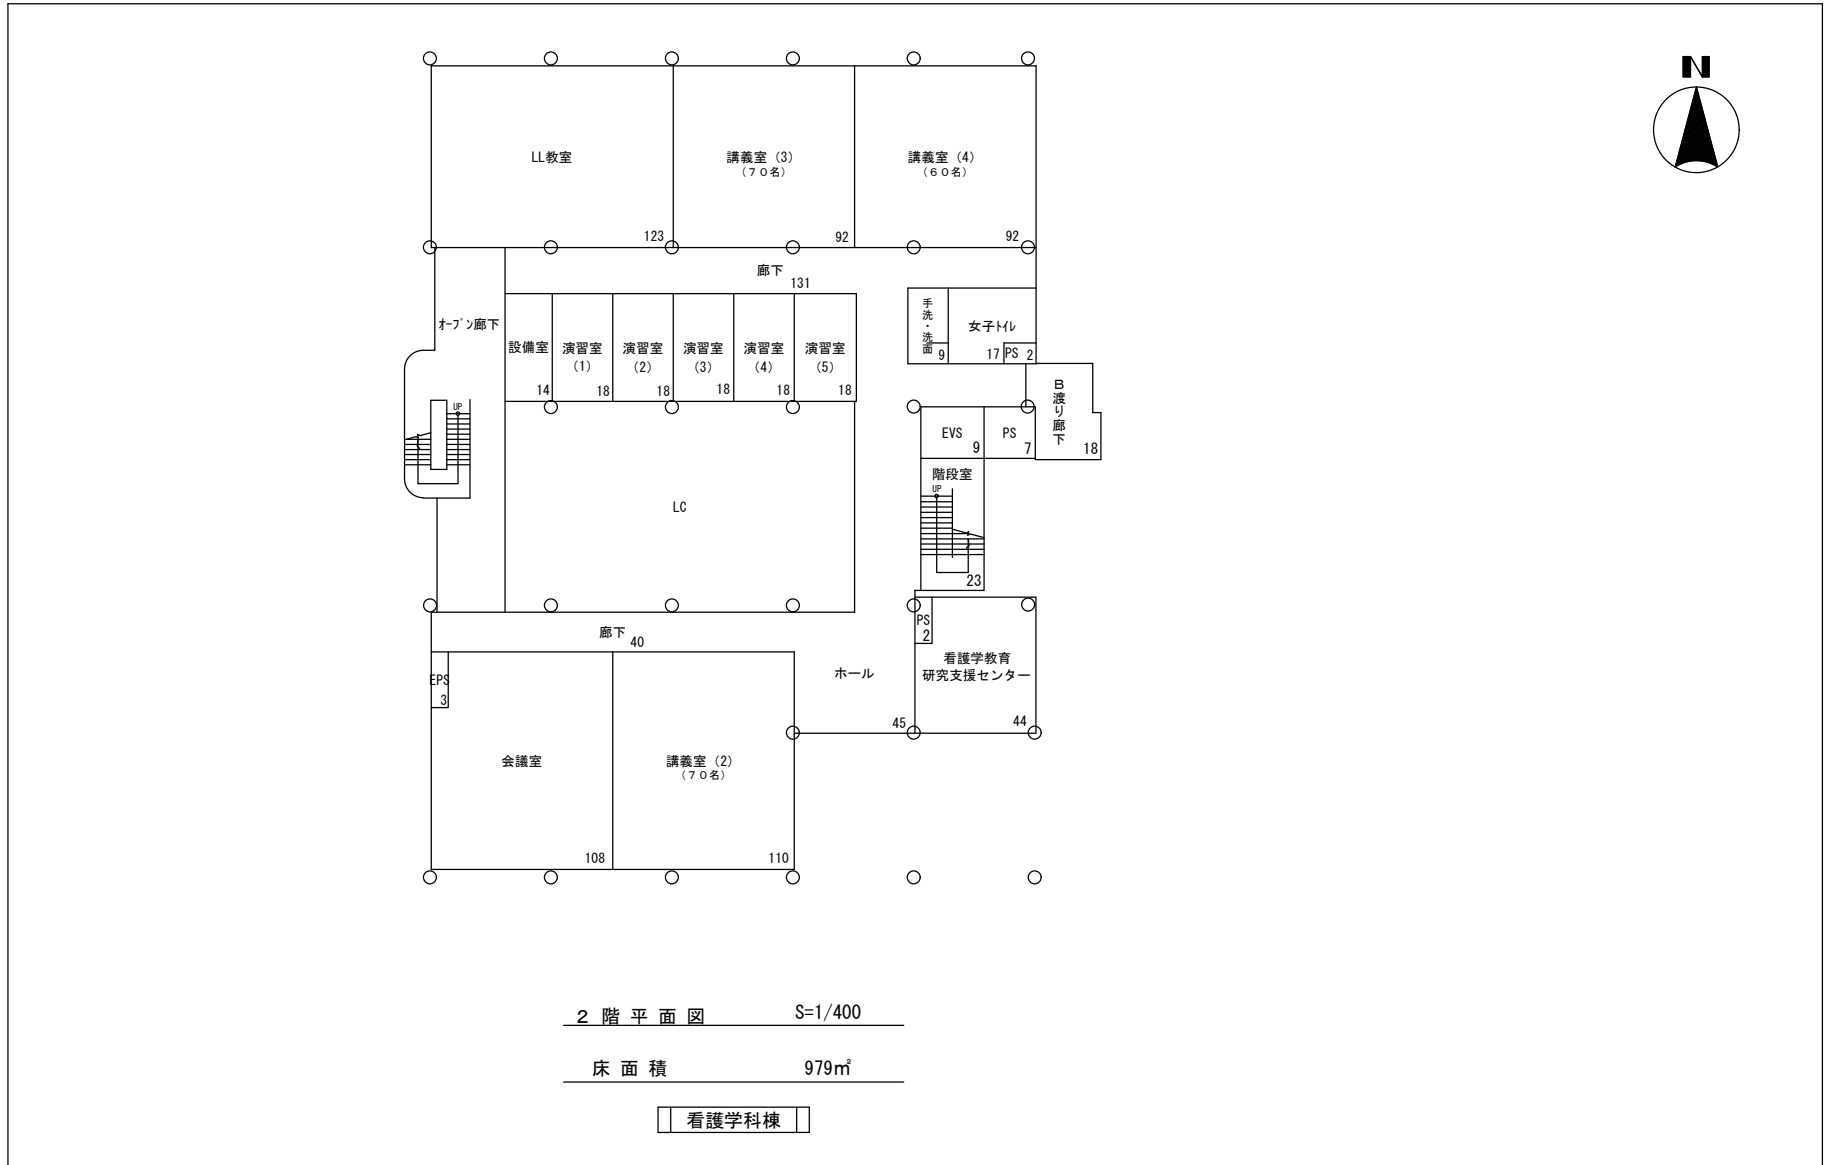 N
LL教室
123
講義室（3）
（７０名）
92
講義室（4）
（６０名）
92
廊下
131
ｵｰﾌﾟﾝ廊下
UP
設備室
14
演習室
(1)
18
演習室
(2)
18
演習室
(3)
18
演習室
(4)
18
演習室
(5)
18
手洗・洗面
9
女子ﾄｲﾚ
17
PS 2
B渡り廊下
18
EVS
9
PS
7
階段室
UP
23
LC
廊下
40
PS
2
看護学教育
研究支援センター
44
ホール
45
EPS
3
会議室
108
講義室（2）
（７０名）
110
２階平面図 S=1/400
床面積 979㎡
看護学科棟